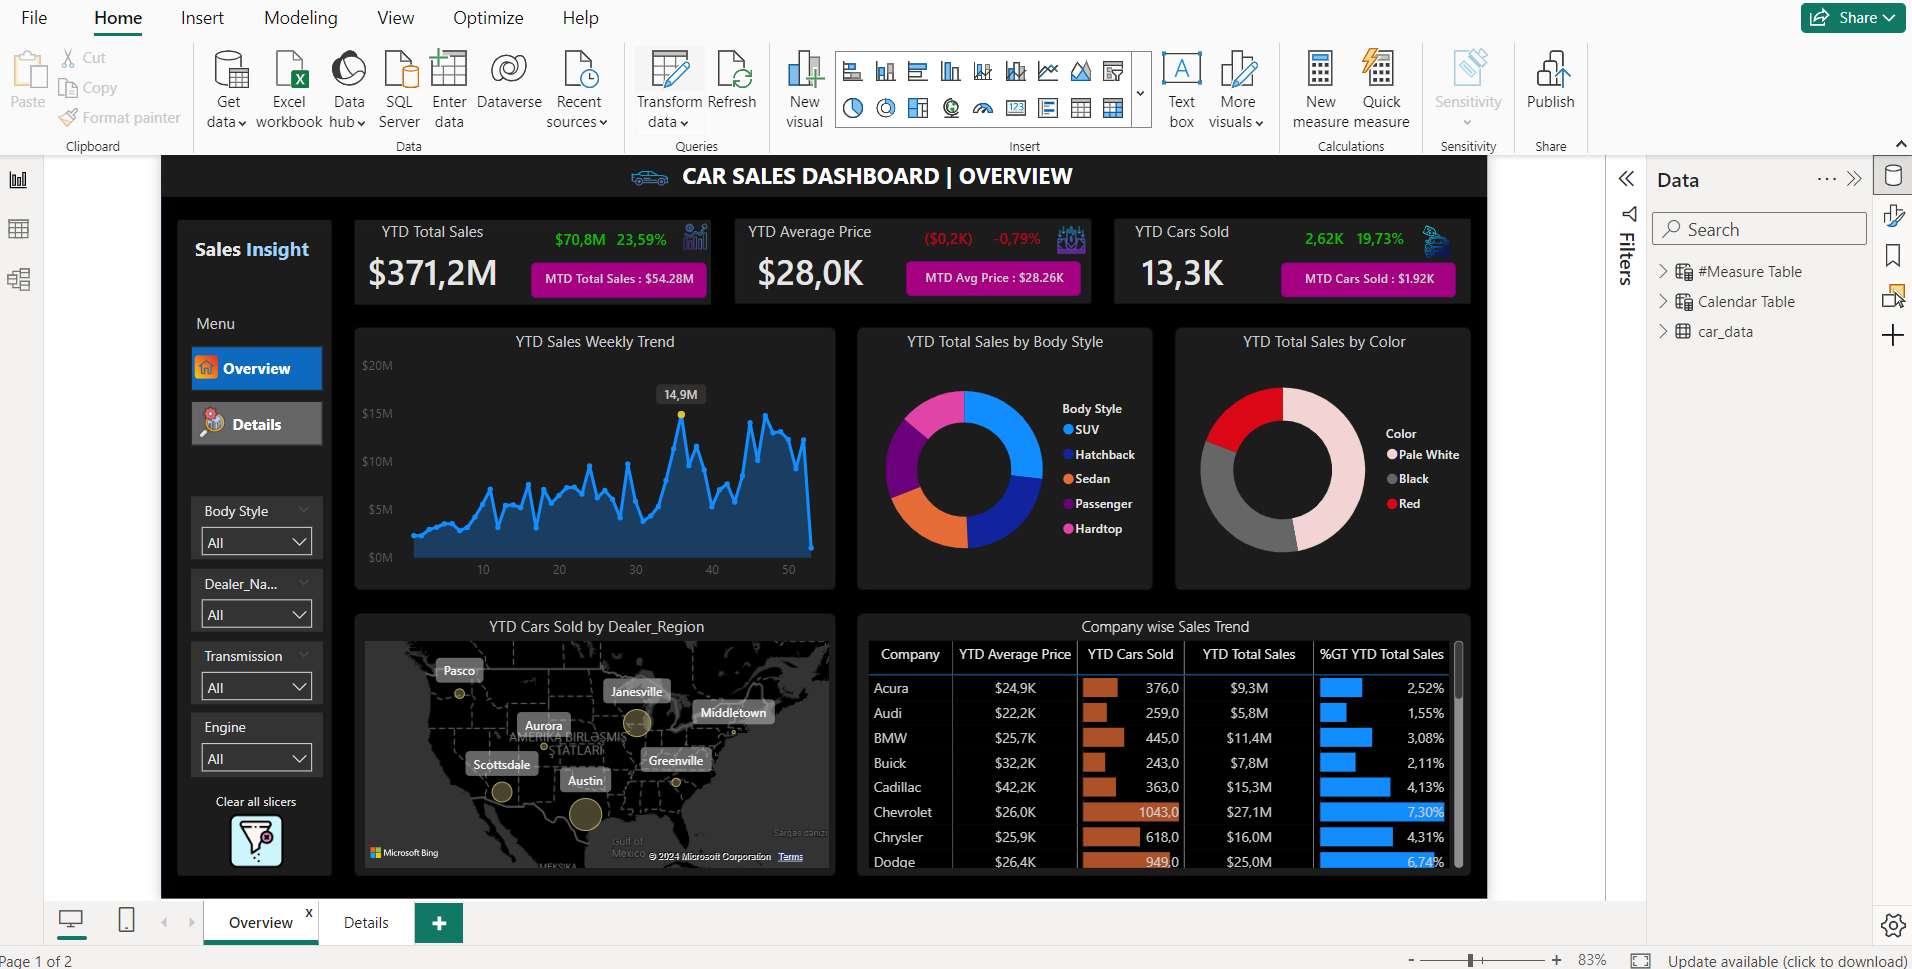 File Home Insert Modeling View Optimize Help Share
Paste
Cut
Copy
Format painter
Clipboard
Get data
Excel workbook
Data hub
SQL Server
Enter data
Dataverse
Recent sources
Data
Transform data
Refresh
Queries
New visual
Text box
More visuals
Insert
New measure
Quick measure
Calculations
Sensitivity
Sensitivity
Publish
Share
CAR SALES DASHBOARD | OVERVIEW
Sales Insight
Menu
Overview
Details
Body Style
All
Dealer_Na...
All
Transmission
All
Engine
All
Clear all slicers
YTD Total Sales
$70,8M 23,59%
$371,2M
MTD Total Sales : $54.28M
YTD Average Price
($0,2K) -0,79%
$28,0K
MTD Avg Price : $28.26K
YTD Cars Sold
2,62K 19,73%
13,3K
MTD Cars Sold : $1.92K
YTD Sales Weekly Trend
$20M
$15M
$10M
$5M
$0M
14,9M
10 20 30 40 50
YTD Total Sales by Body Style
Body Style
SUV
Hatchback
Sedan
Passenger
Hardtop
YTD Total Sales by Color
Color
Pale White
Black
Red
YTD Cars Sold by Dealer_Region
Pasco
Janesville
Middletown
Aurora
AMERİKA BİRLƏŞMİŞ
ŞTATLARI
Scottsdale
Greenville
Austin
Gulf of
Mexico
Sarqas dənizi
MEKSİKA
Microsoft Bing
© 2024 Microsoft Corporation Terms
Company wise Sales Trend
Company YTD Average Price YTD Cars Sold YTD Total Sales %GT YTD Total Sales
Acura $24,9K 376,0 $9,3M 2,52%
Audi $22,2K 259,0 $5,8M 1,55%
BMW $25,7K 445,0 $11,4M 3,08%
Buick $32,2K 243,0 $7,8M 2,11%
Cadillac $42,2K 363,0 $15,3M 4,13%
Chevrolet $26,0K 1043,0 $27,1M 7,30%
Chrysler $25,9K 618,0 $16,0M 4,31%
Dodge $26,4K 949,0 $25,0M 6,74%
Filters
Data
Search
#Measure Table
Calendar Table
car_data
Overview x
Details
Page 1 of 2
- + 83%
Update available (click to download)